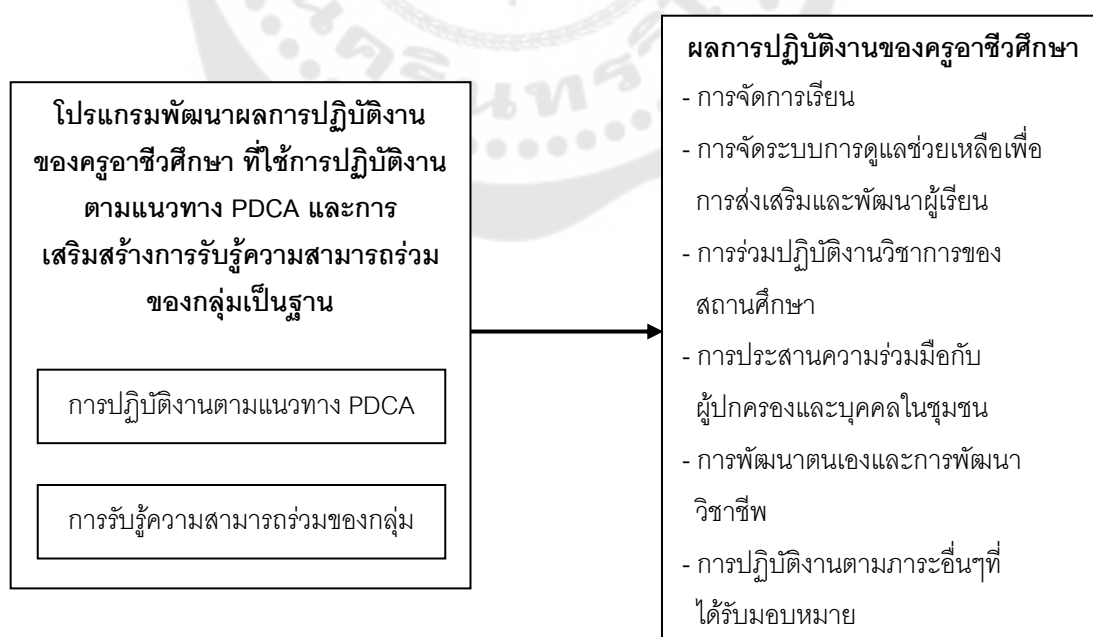 โปรแกรมพัฒนาผลการปฏิบัติงาน
ของครูอาชีวศึกษา ที่ใช้การปฏิบัติงาน
ตามแนวทาง PDCA และการ
เสริมสร้างการรับรู้ความสามารถร่วม
ของกลุ่มเป็นฐาน
การปฏิบัติงานตามแนวทาง PDCA
การรับรู้ความสามารถร่วมของกลุ่ม
ผลการปฏิบัติงานของครูอาชีวศึกษา
- การจัดการเรียน
- การจัดระบบการดูแลช่วยเหลือเพื่อ
การส่งเสริมและพัฒนาผู้เรียน
- การร่วมปฏิบัติงานวิชาการของ
สถานศึกษา
- การประสานความร่วมมือกับ
ผู้ปกครองและบุคคลในชุมชน
- การพัฒนาตนเองและการพัฒนา
วิชาชีพ
- การปฏิบัติงานตามภาระอื่นๆที่
ได้รับมอบหมาย